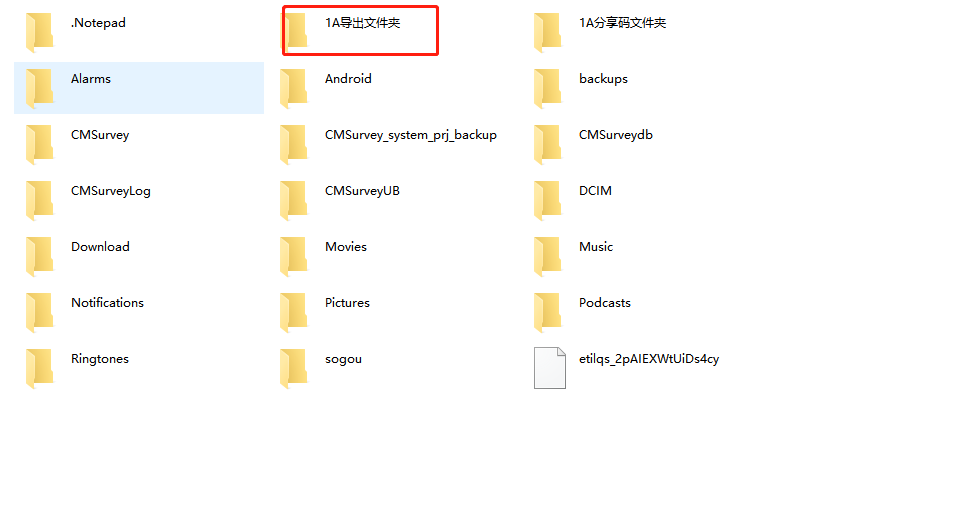 .Notepad
1A导出文件夹
1A分享码文件夹
Alarms
Android
backups
CMSurvey
CMSurvey_system_prj_backup
CMSurveydb
CMSurveyLog
CMSurveyUB
DCIM
Download
Movies
Music
Notifications
Pictures
Podcasts
Ringtones
sogou
etilqs_2pAIEXWtUiDs4cy